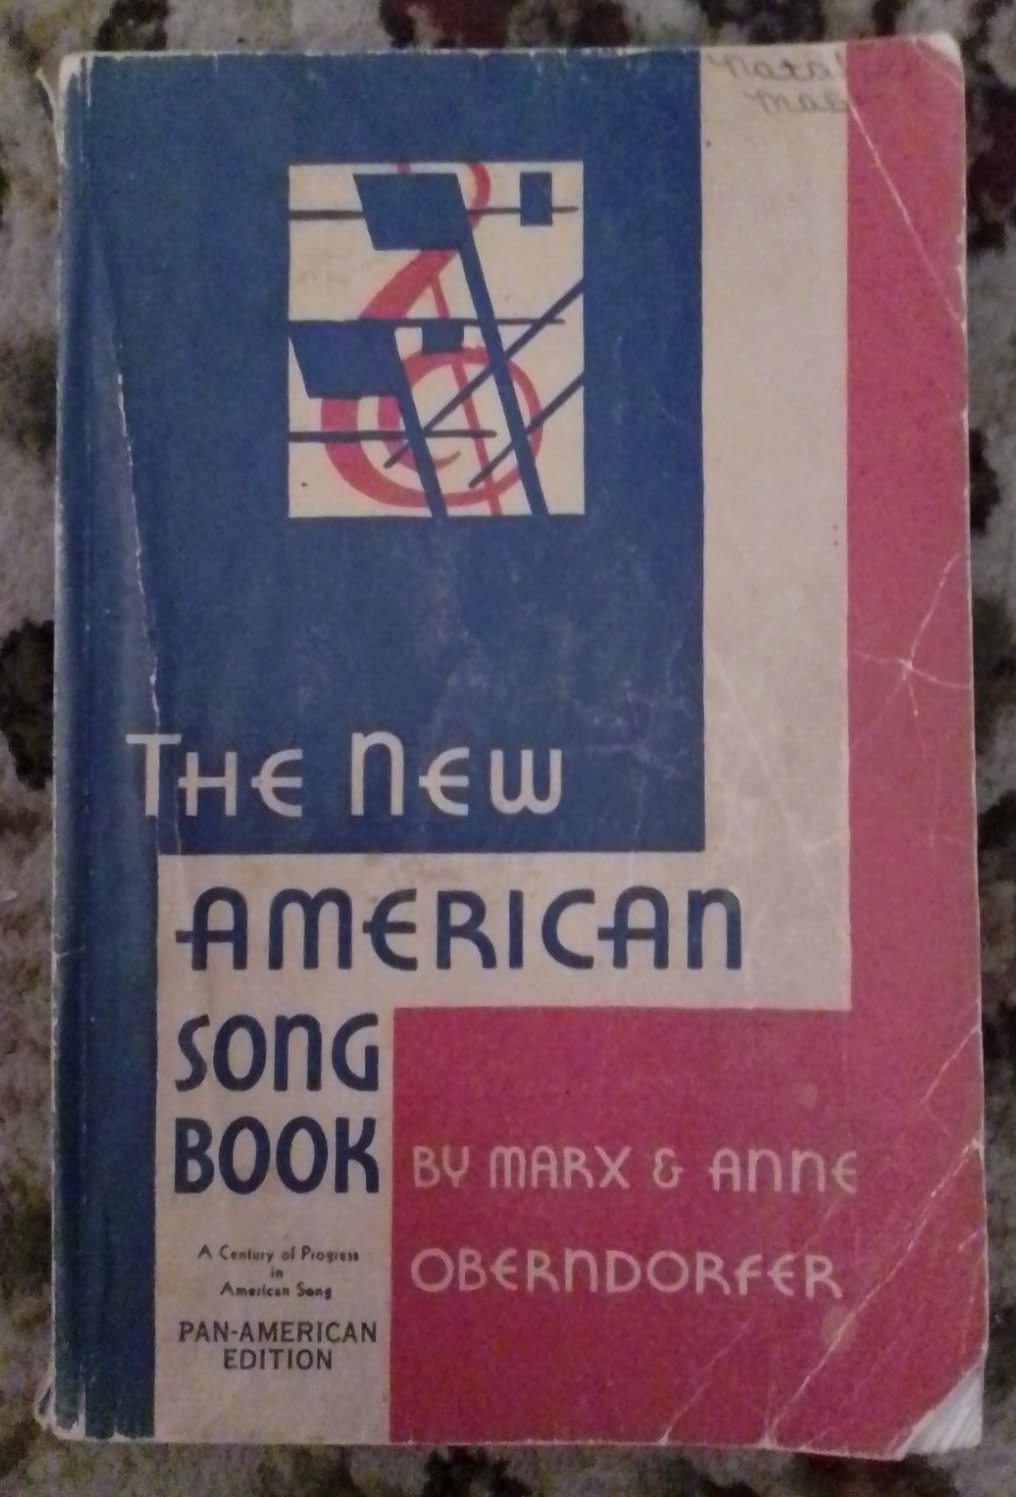 THE NEW
AMERICAN
SONG
BOOK
BY MARX & ANNE
OBERNDORFER
A Century of Progress
in
American Song
PAN-AMERICAN
EDITION